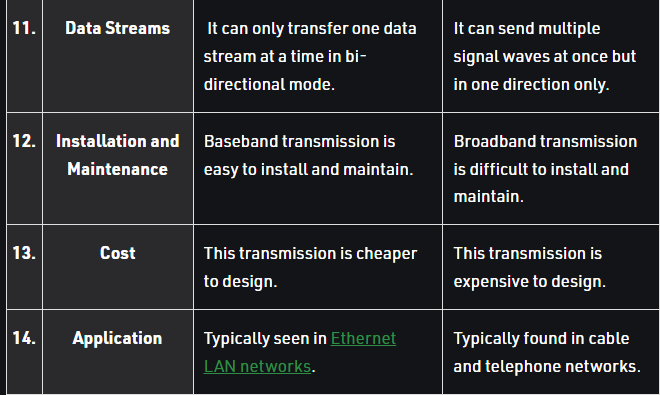 11.
Data Streams
It can only transfer one data
stream at a time in bi-
directional mode.
It can send multiple
signal waves at once but
in one direction only.
12.
Installation and
Maintenance
Baseband transmission is
easy to install and maintain.
Broadband transmission
is difficult to install and
maintain.
13.
Cost
This transmission is cheaper
to design.
This transmission is
expensive to design.
14.
Application
Typically seen in Ethernet
LAN networks.
Typically found in cable
and telephone networks.